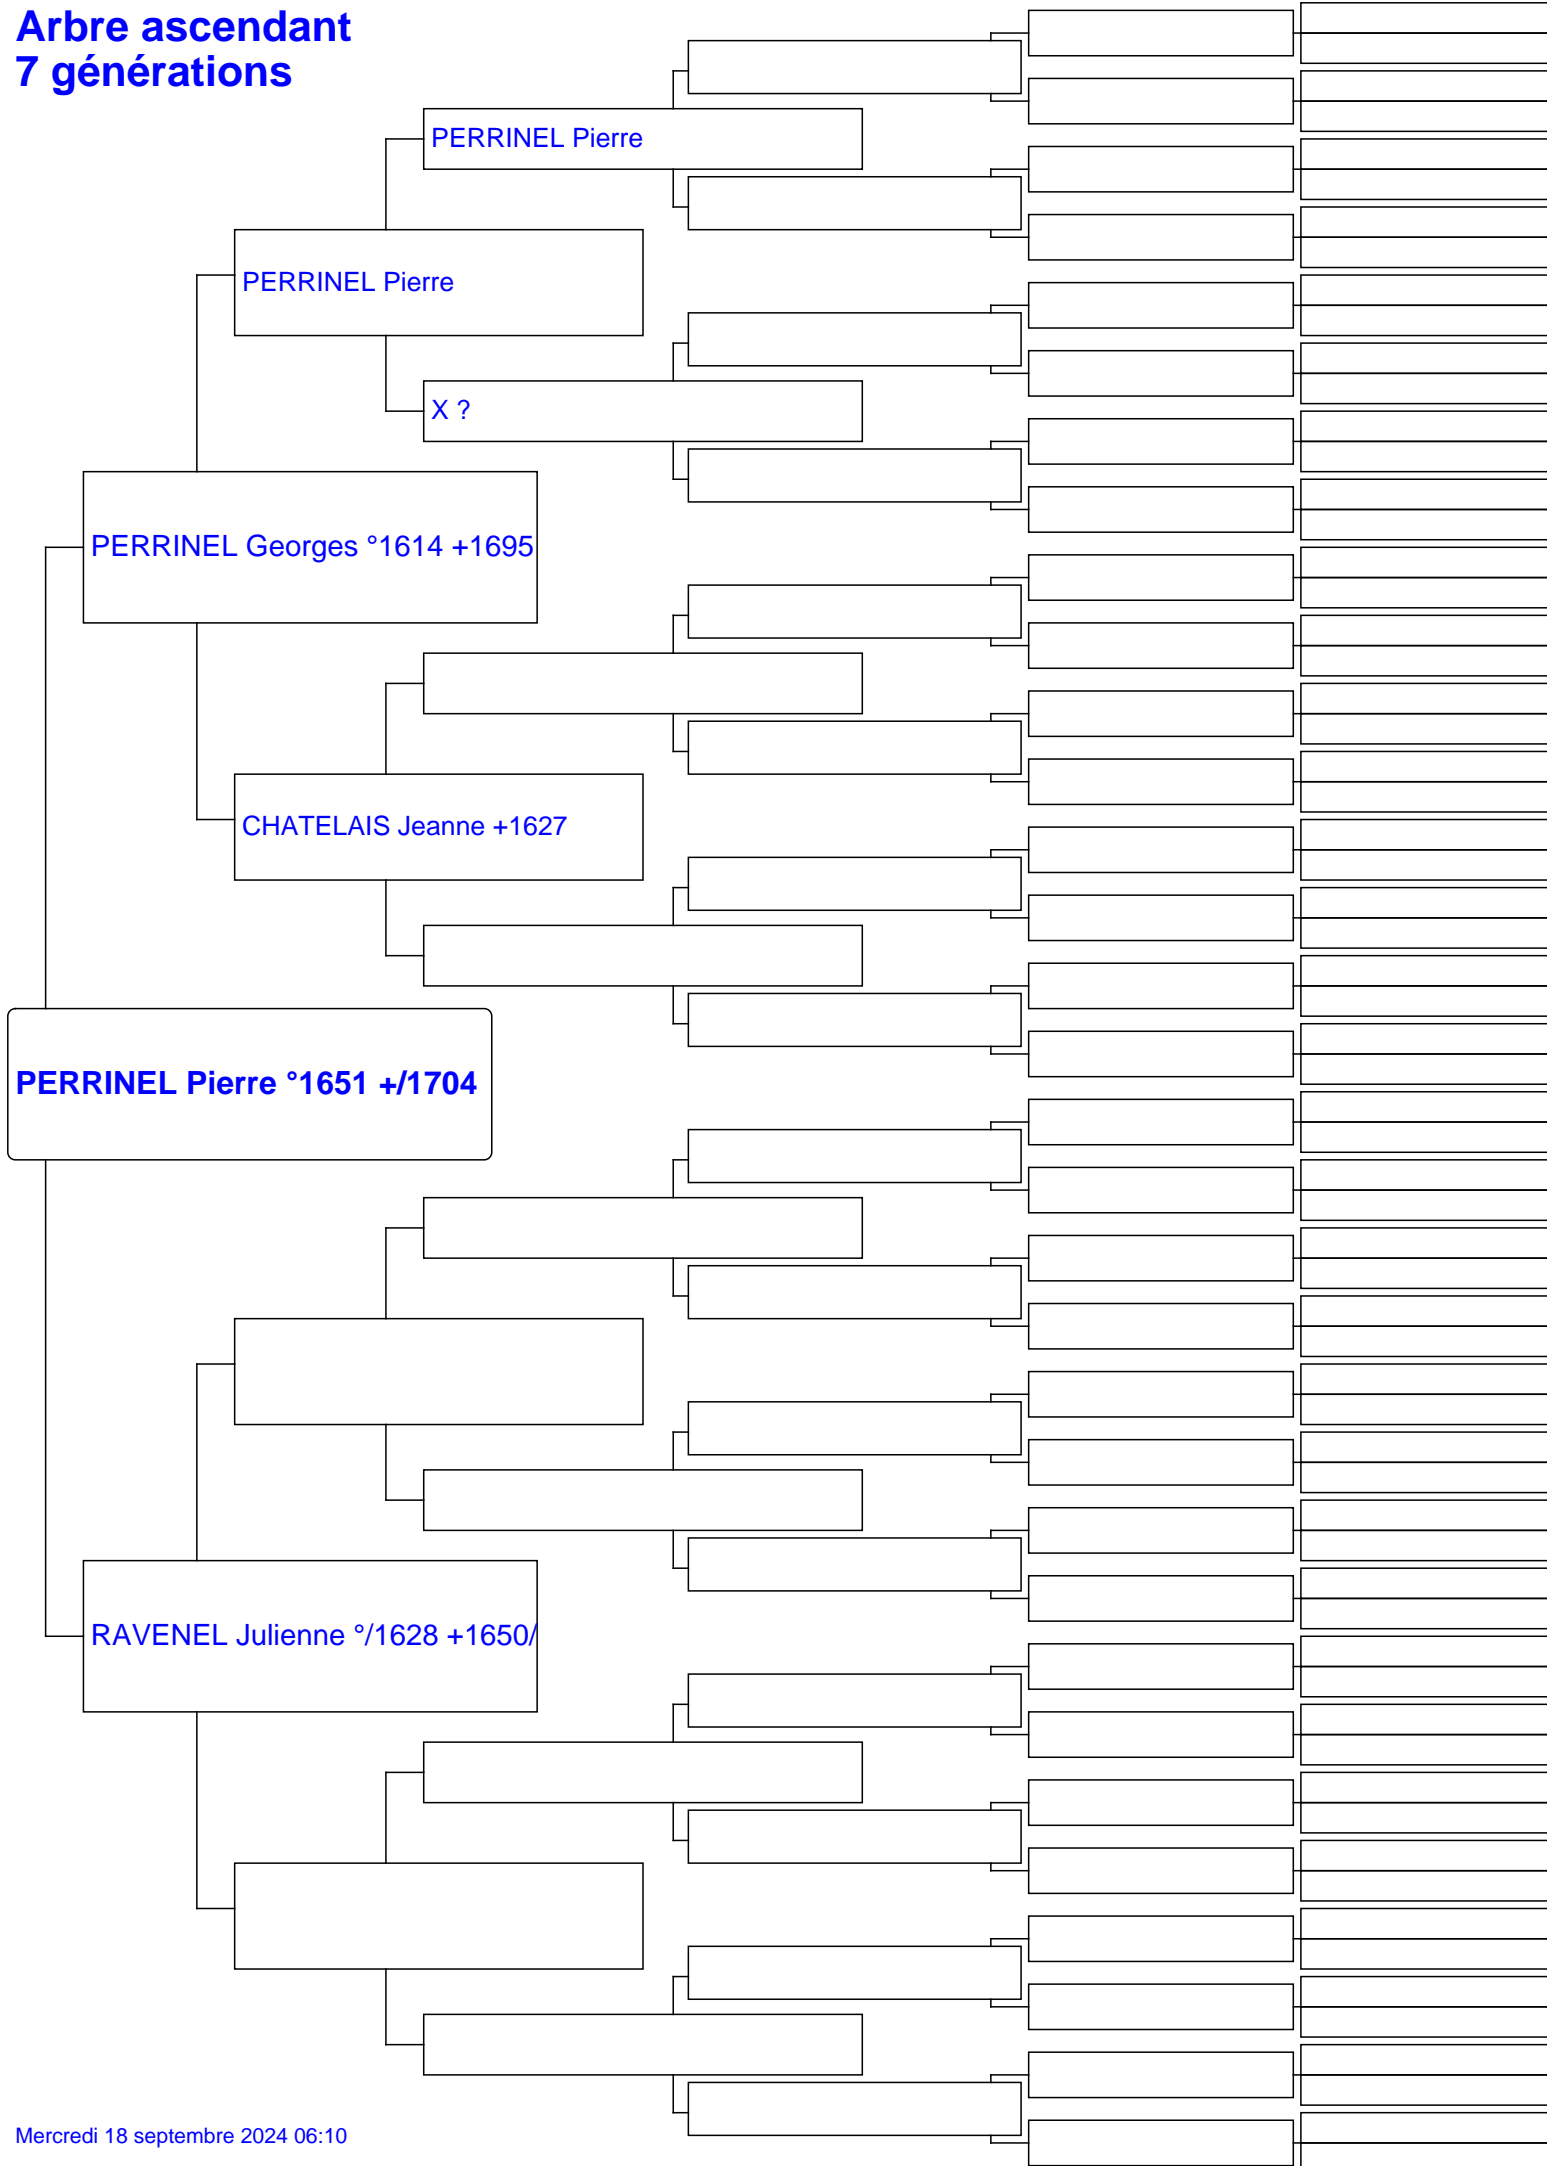 Arbre ascendant
7 générations
PERRINEL Pierre
PERRINEL Pierre
X ?
PERRINEL Georges °1614 +1695
CHATELAIS Jeanne +1627
PERRINEL Pierre °1651 +/1704
RAVENEL Julienne °/1628 +1650/
Mercredi 18 septembre 2024 06:10